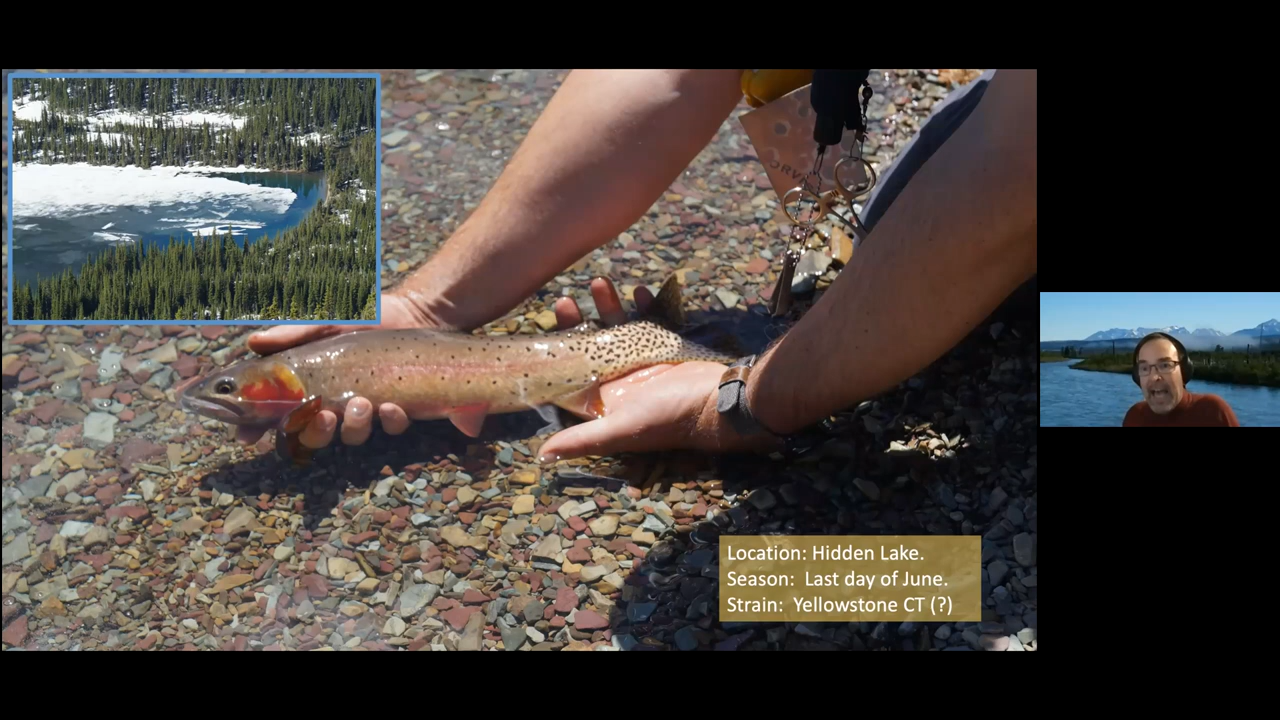 Location: Hidden Lake.
Season:  Last day of June.
Strain:  Yellowstone CT (?)